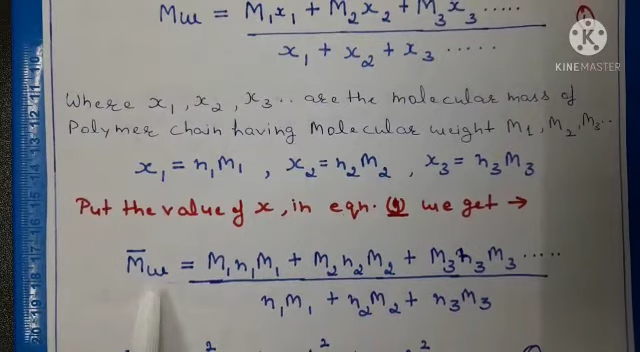 Mw = M₁x₁ + M₂x₂ + M₃x₃ ..... ①
x₁ + x₂ + x₃ .....
K
KINEMASTER
Where x₁, x₂, x₃.. are the molecular mass of
Polymer chain having Molecular weight M₁, M₂, M₃..
x₁ = n₁M₁ , x₂ = n₂M₂ , x₃ = n₃M₃
Put the value of x, in eqn. (1) we get →
M̅w = M₁n₁M₁ + M₂n₂M₂ + M₃n₃M₃ .....
n₁M₁ + n₂M₂ + n₃M₃